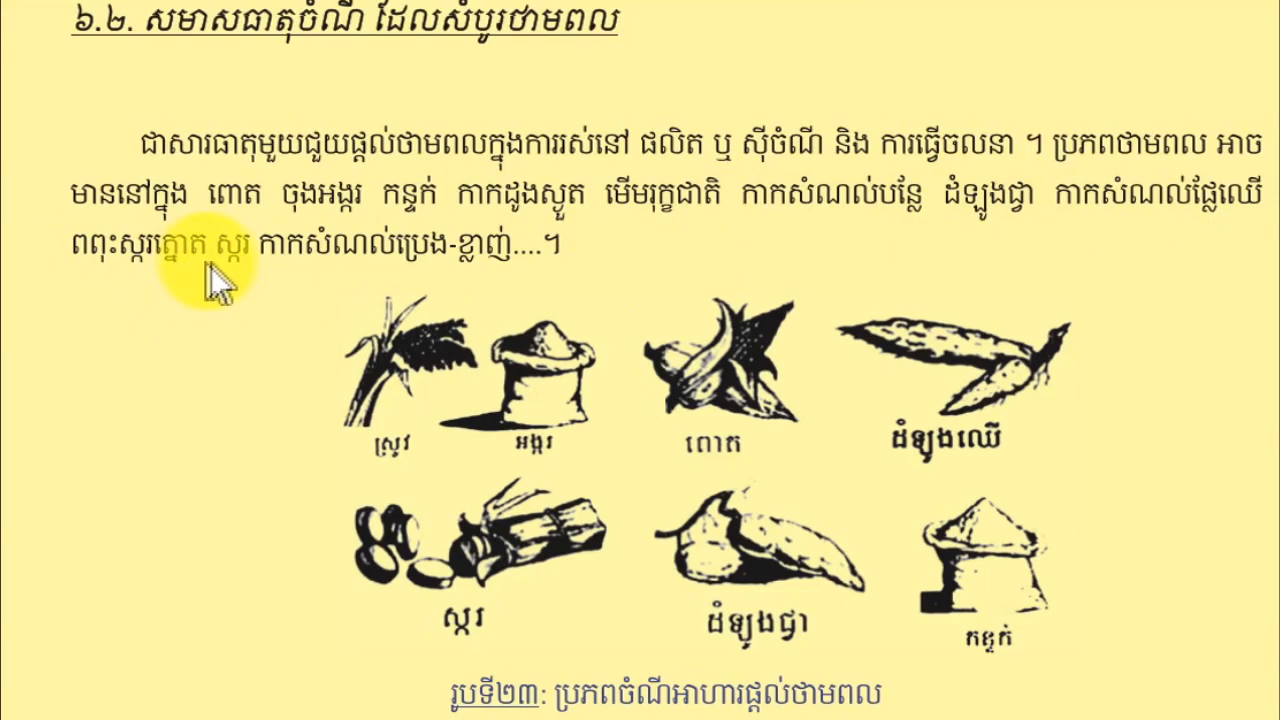 ៦.២. សមាសធាតុចំណី ដែលសំបូរថាមពល
ជាសារធាតុមួយជួយផ្តល់ថាមពលក្នុងការរស់នៅ ផលិត ឬ ស៊ីចំណី និង ការធ្វើចលនា ។ ប្រភពថាមពល អាច
មាននៅក្នុង ពោត ចុងអង្ករ កន្ទក់ កាកដូងស្ងួត មើមរុក្ខជាតិ កាកសំណល់បន្លែ ដំឡូងជ្វា កាកសំណល់ផ្លែឈើ
ពពុះស្ករត្នោត ស្ករ កាកសំណល់ប្រេង-ខ្លាញ់....។
ស្រូវ អង្ករ ពោត ដំឡូងឈើ
ស្ករ ដំឡូងជ្វា កន្ទក់
រូបទី២៣: ប្រភពចំណីអាហារផ្តល់ថាមពល